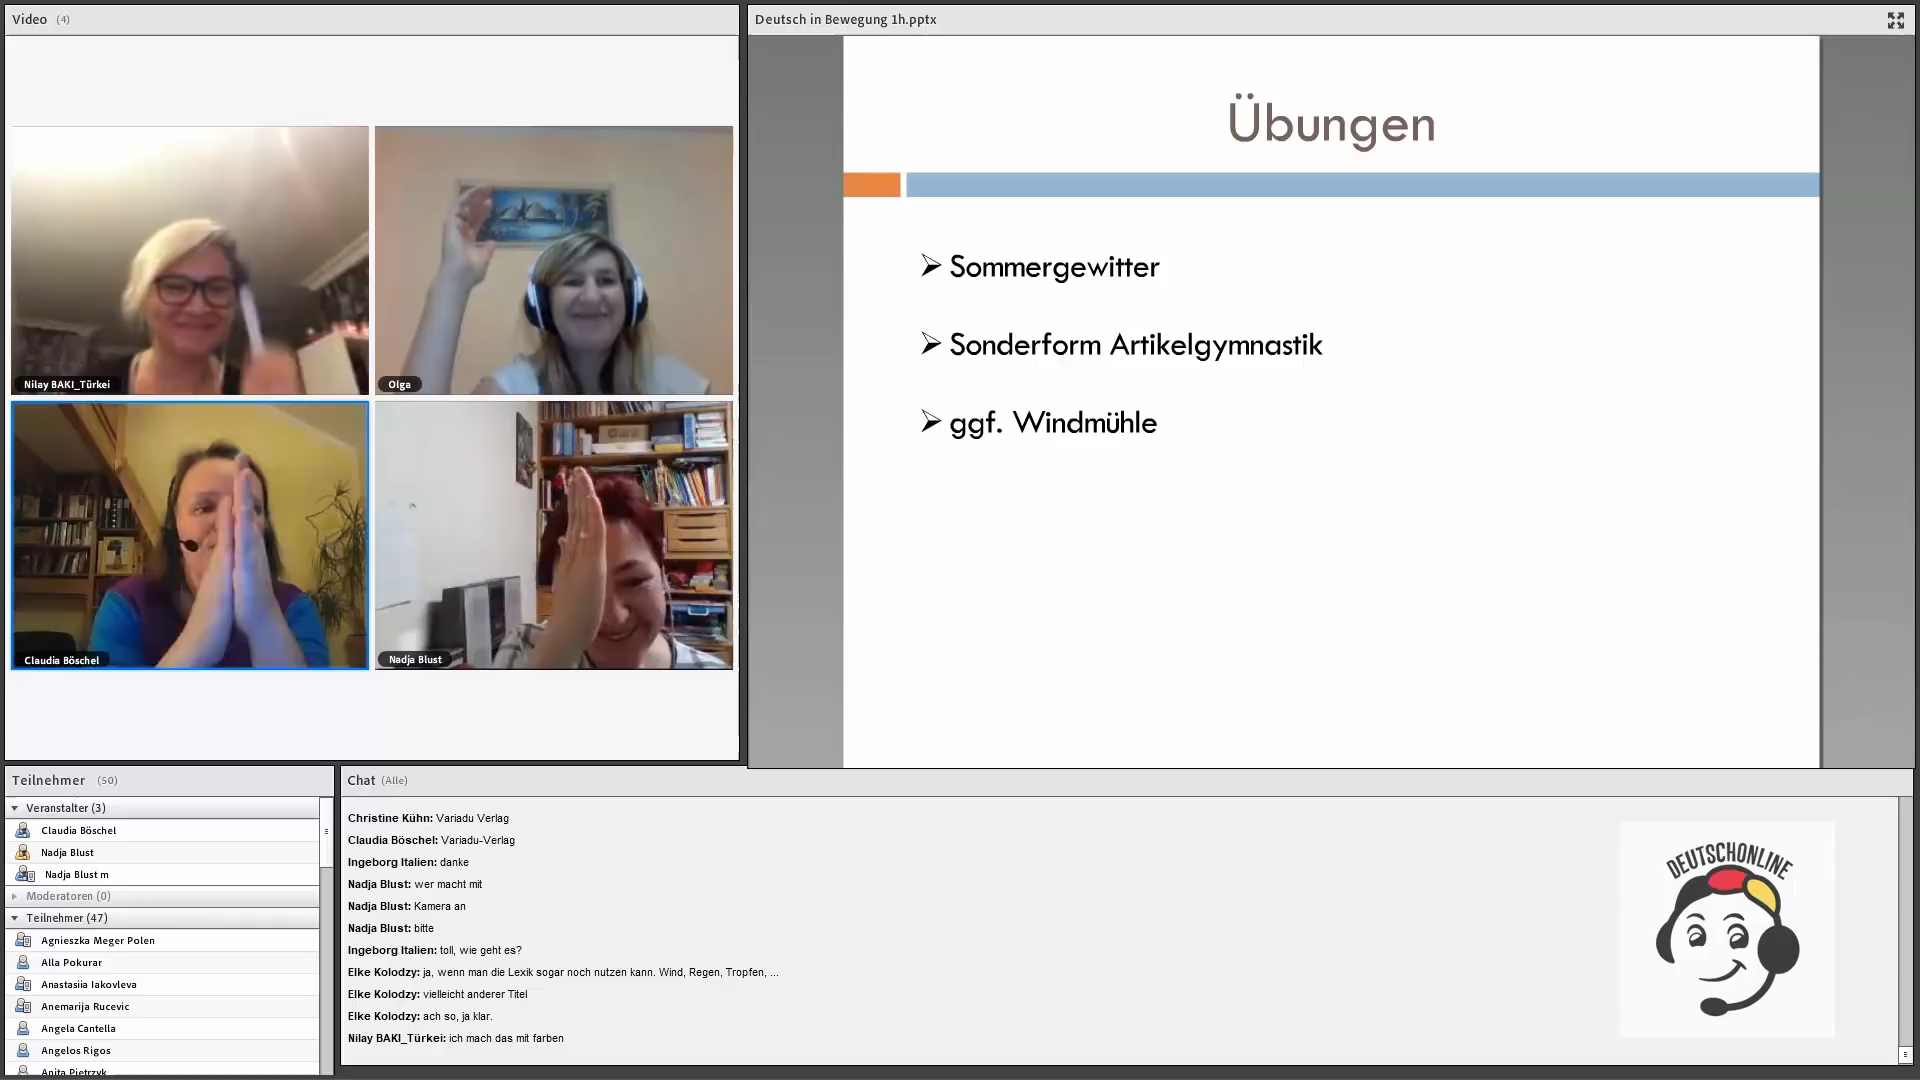 Video (4)
Nilay BAKI_Türkei
Olga
Claudia Böschel
Nadja Blust
Deutsch in Bewegung 1h.pptx
Übungen
Sommergewitter
Sonderform Artikelgymnastik
ggf. Windmühle
Teilnehmer (50)
Veranstalter (3)
Claudia Böschel
Nadja Blust
Nadja Blust m
Moderatoren (0)
Teilnehmer (47)
Agnieszka Meger Polen
Alla Pokurar
Anastasiia Iakovleva
Anemarija Rucevic
Angela Cantella
Angelos Rigos
Anita Pietrzyk
Chat (Alle)
Christine Kühn: Variadu Verlag
Claudia Böschel: Variadu-Verlag
Ingeborg Italien: danke
Nadja Blust: wer macht mit
Nadja Blust: Kamera an
Nadja Blust: bitte
Ingeborg Italien: toll, wie geht es?
Elke Kolodzy: ja, wenn man die Lexik sogar noch nutzen kann. Wind, Regen, Tropfen, ...
Elke Kolodzy: vielleicht anderer Titel
Elke Kolodzy: ach so, ja klar.
Nilay BAKI_Türkei: ich mach das mit farben
DEUTSCHONLINE